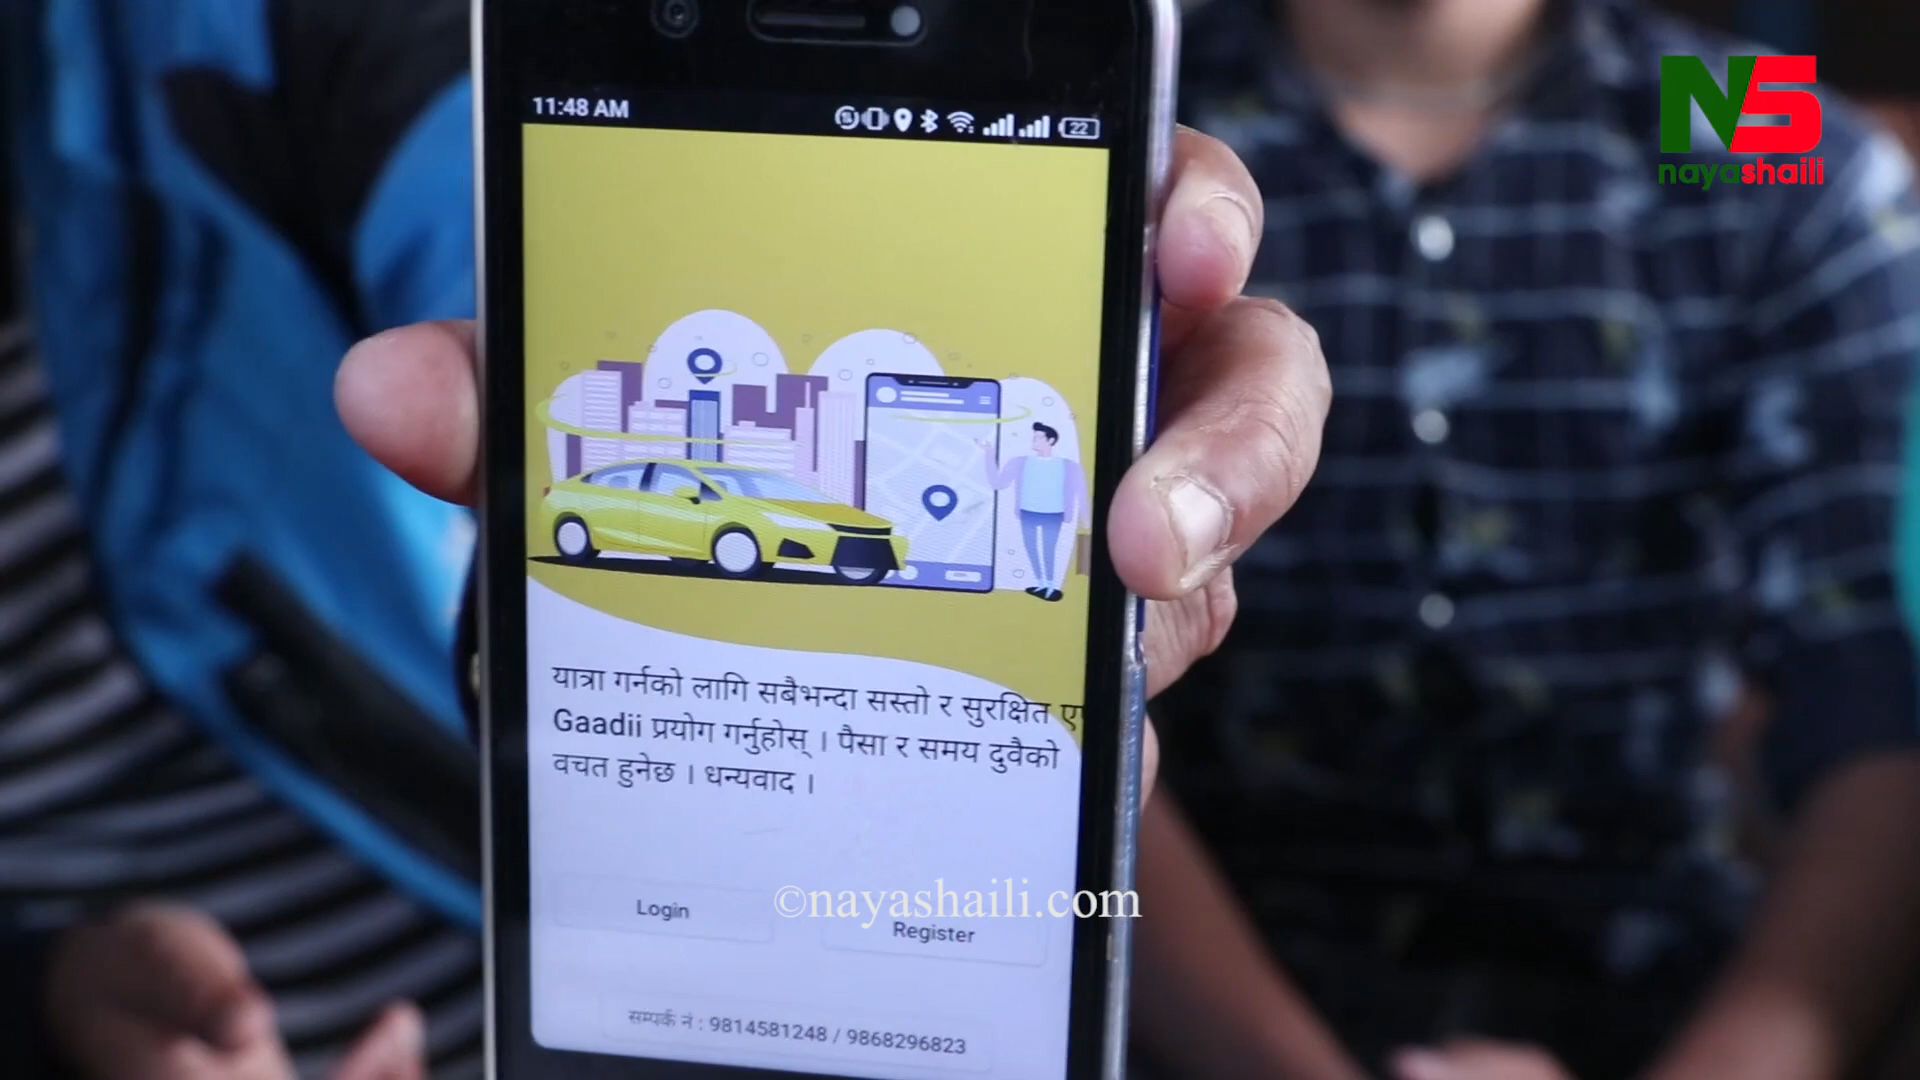 11:48 AM
22
NS
nayashaili
यात्रा गर्नको लागि सबैभन्दा सस्तो र सुरक्षित
Gaadii प्रयोग गर्नुहोस् । पैसा र समय दुवैको
वचत हुनेछ । धन्यवाद ।
©nayashaili.com
Login
Register
सम्पर्क नं : 9814581248 / 9868296823